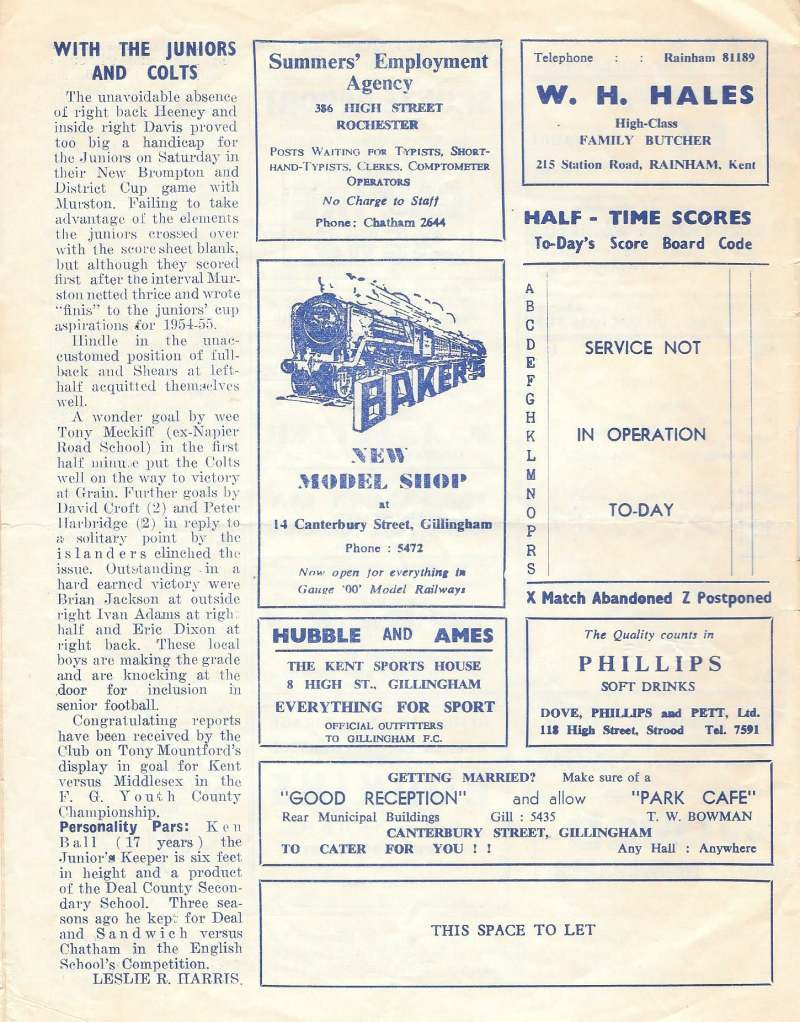 WITH THE JUNIORS
AND COLTS
The unavoidable absence
of right back Heeney and
inside right Davis proved
too big a handicap for
the Juniors on Saturday in
their New Brompton and
District Cup game with
Murston. Failing to take
advantage of the elements
the juniors crossed over
with the score sheet blank,
but although they scored
first after the interval Mur-
ston netted thrice and wrote
"finis" to the juniors' cup
aspirations for 1954-55.
Hindle in the unac-
customed position of full-
back and Shears at left-
half acquitted themselves
well.
A wonder goal by wee
Tony Meckiff (ex-Napier
Road School) in the first
half minute put the Colts
well on the way to victory
at Grain. Further goals by
David Croft (2) and Peter
Harbridge (2) in reply to
a solitary point by the
islanders clinched the
issue. Outstanding in a
hard earned victory were
Brian Jackson at outside
right Ivan Adams at right
half and Eric Dixon at
right back. These local
boys are making the grade
and are knocking at the
door for inclusion in
senior football.
Congratulating reports
have been received by the
Club on Tony Mountford's
display in goal for Kent
versus Middlesex in the
F. G. Youth County
Championship.
Personality Pars: Ken
Ball (17 years) the
Junior's Keeper is six feet
in height and a product
of the Deal County Secon-
dary School. Three sea-
sons ago he kept for Deal
and Sandwich versus
Chatham in the English
School's Competition.
LESLIE R. HARRIS.
Summers' Employment
Agency
386 HIGH STREET
ROCHESTER
POSTS WAITING FOR TYPISTS, SHORT-
HAND-TYPISTS, CLERKS, COMPTOMETER
OPERATORS
No Charge to Staff
Phone: Chatham 2644
BAKER'S
NEW
MODEL SHOP
at
14 Canterbury Street, Gillingham
Phone : 5472
Now open for everything in
Gauge '00' Model Railways
HUBBLE AND AMES
THE KENT SPORTS HOUSE
8 HIGH ST., GILLINGHAM
EVERYTHING FOR SPORT
OFFICIAL OUTFITTERS
TO GILLINGHAM F.C.
Telephone : : Rainham 81189
W. H. HALES
High-Class
FAMILY BUTCHER
215 Station Road, RAINHAM, Kent
HALF - TIME SCORES
To-Day's Score Board Code
A
B
C
D
E
F
G
H
K
L
M
N
O
P
R
S
SERVICE NOT
IN OPERATION
TO-DAY
X Match Abandoned Z Postponed
The Quality counts in
PHILLIPS
SOFT DRINKS
DOVE, PHILLIPS and PETT, Ltd.
118 High Street, Strood Tel. 7591
GETTING MARRIED? Make sure of a
"GOOD RECEPTION" and allow "PARK CAFE"
Rear Municipal Buildings Gill : 5435 T. W. BOWMAN
CANTERBURY STREET, GILLINGHAM
TO CATER FOR YOU ! ! Any Hall : Anywhere
THIS SPACE TO LET